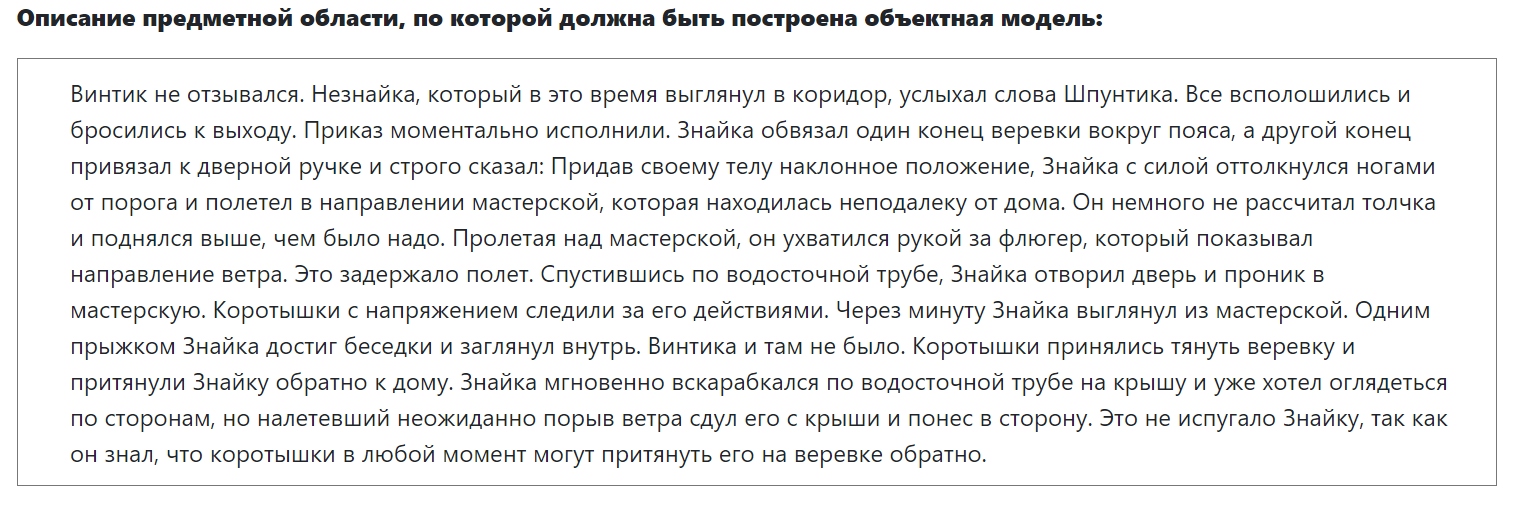 Описание предметной области, по которой должна быть построена объектная модель:
Винтик не отзывался. Незнайка, который в это время выглянул в коридор, услыхал слова Шпунтика. Все всполошились и
бросились к выходу. Приказ моментально исполнили. Знайка обвязал один конец веревки вокруг пояса, а другой конец
привязал к дверной ручке и строго сказал: Придав своему телу наклонное положение, Знайка с силой оттолкнулся ногами
от порога и полетел в направлении мастерской, которая находилась неподалеку от дома. Он немного не рассчитал толчка
и поднялся выше, чем было надо. Пролетая над мастерской, он ухватился рукой за флюгер, который показывал
направление ветра. Это задержало полет. Спустившись по водосточной трубе, Знайка отворил дверь и проник в
мастерскую. Коротышки с напряжением следили за его действиями. Через минуту Знайка выглянул из мастерской. Одним
прыжком Знайка достиг беседки и заглянул внутрь. Винтика и там не было. Коротышки принялись тянуть веревку и
притянули Знайку обратно к дому. Знайка мгновенно вскарабкался по водосточной трубе на крышу и уже хотел оглядеться
по сторонам, но налетевший неожиданно порыв ветра сдул его с крыши и понес в сторону. Это не испугало Знайку, так как
он знал, что коротышки в любой момент могут притянуть его на веревке обратно.